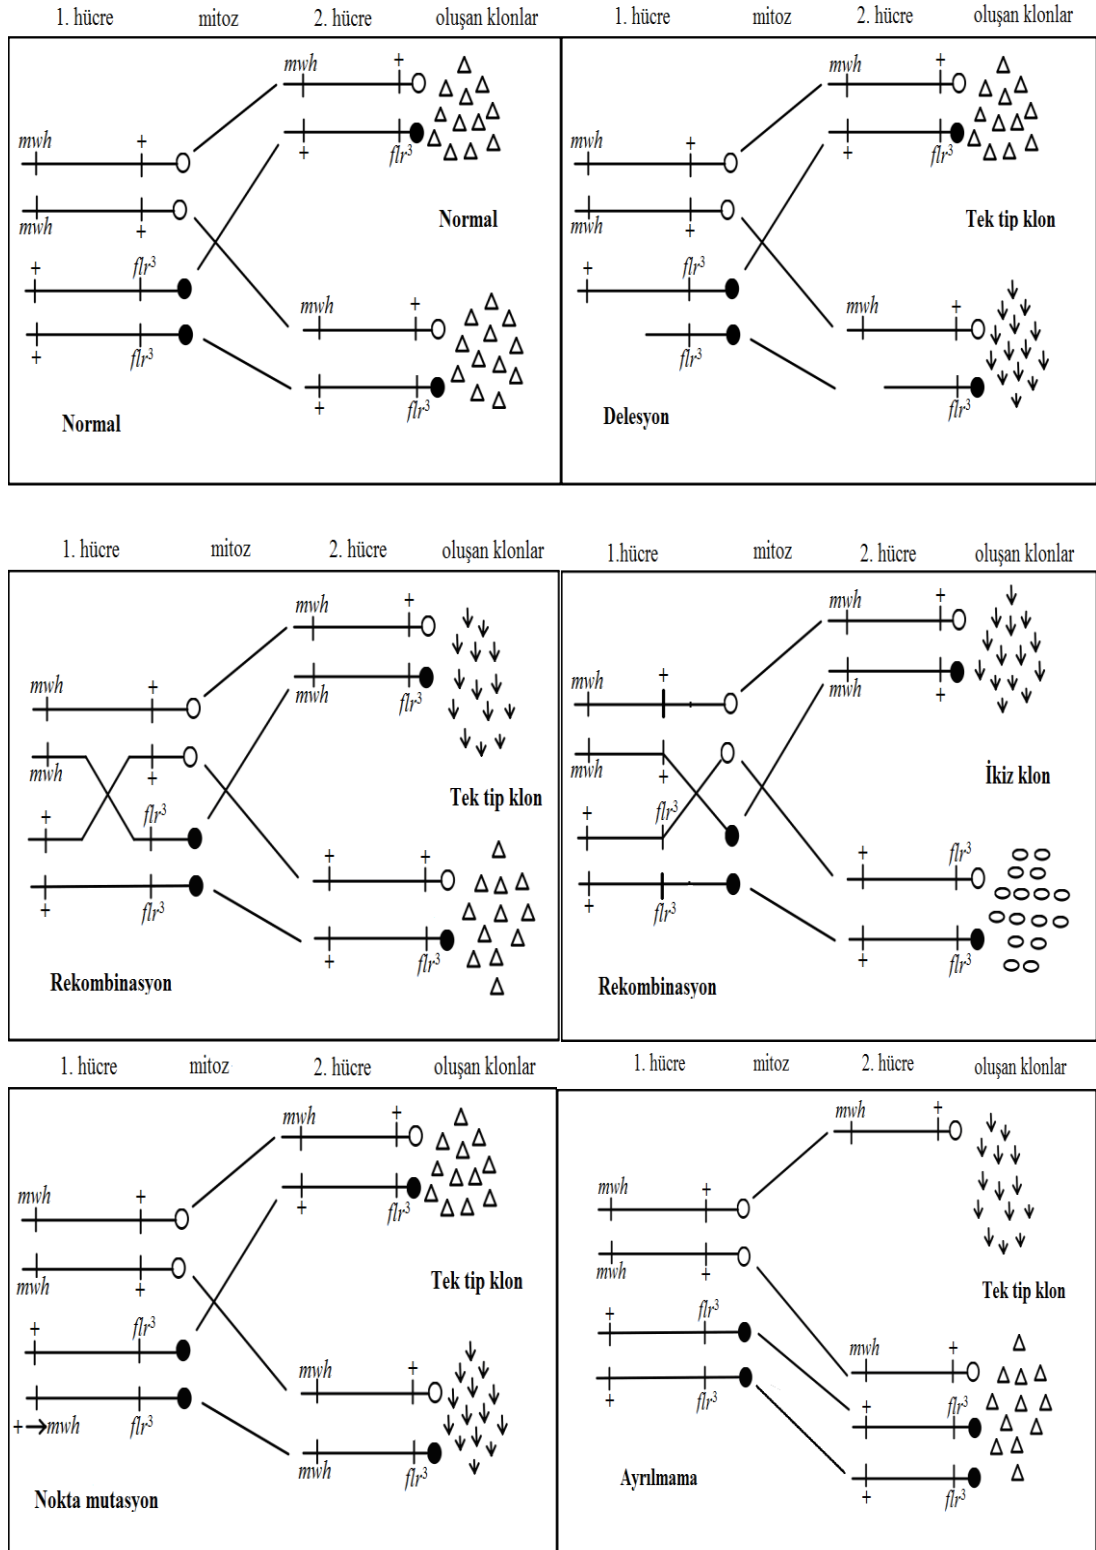 1. hücre mitoz 2. hücre oluşan klonlar
mwh +
mwh +
+ flr³
mwh +
+ flr³
Normal
mwh +
+ flr³
+ flr³
mwh +
+ flr³
Normal
1. hücre mitoz 2. hücre oluşan klonlar
mwh +
mwh +
+ flr³
mwh +
Tek tip klon
+ flr³
mwh +
flr³
flr³
Delesyon
1. hücre mitoz 2. hücre oluşan klonlar
mwh +
mwh +
mwh flr³
mwh +
Tek tip klon
+ flr³
+ +
+ flr³
+ flr³
Rekombinasyon
1.hücre mitoz 2. hücre oluşan klonlar
mwh +
mwh +
mwh +
mwh +
İkiz klon
+ flr³
+ flr³
+ flr³
+ flr³
Rekombinasyon
1. hücre mitoz 2. hücre oluşan klonlar
mwh +
mwh +
+ flr³
mwh +
Tek tip klon
+ flr³
mwh +
+→mwh flr³
mwh flr³
Nokta mutasyon
1. hücre mitoz 2. hücre oluşan klonlar
mwh +
mwh +
mwh +
Tek tip klon
+ flr³
mwh +
+ flr³
+ flr³
+ flr³
Ayrılmama